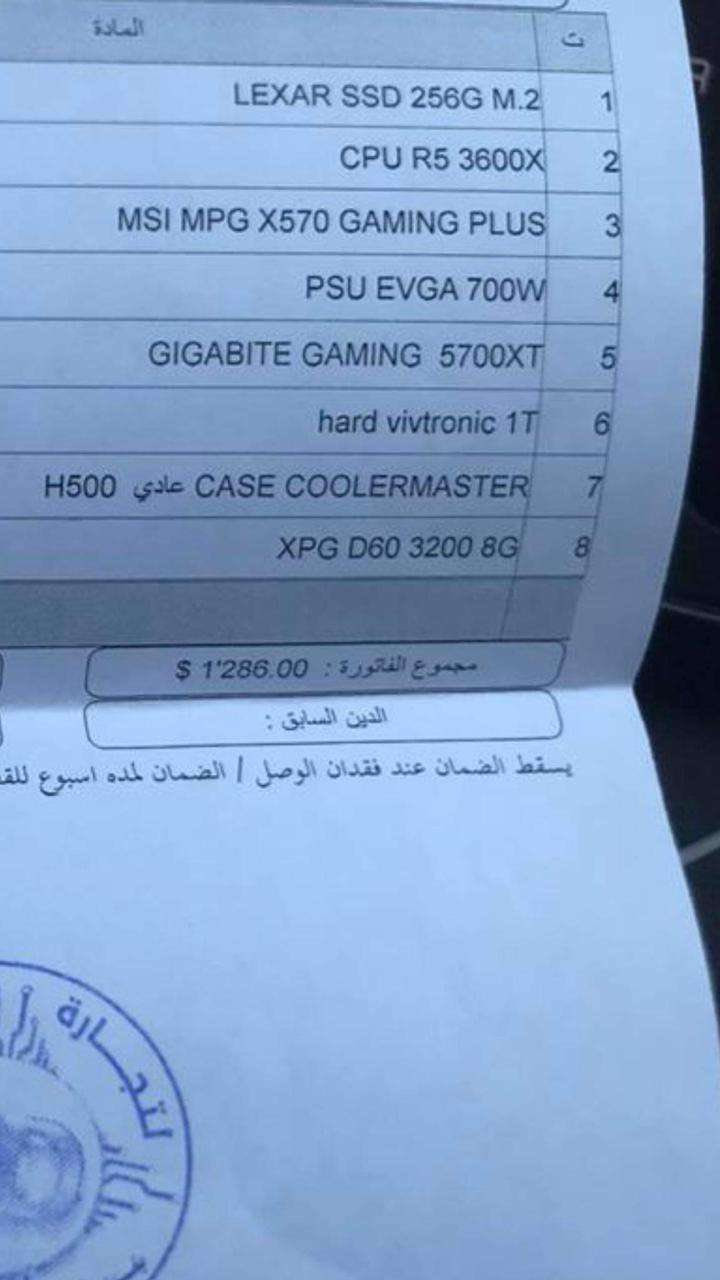 ت المادة
1 LEXAR SSD 256G M.2
2 CPU R5 3600X
3 MSI MPG X570 GAMING PLUS
4 PSU EVGA 700W
5 GIGABITE GAMING 5700XT
6 hard vivtronic 1T
7 CASE COOLERMASTER عادي H500
8 XPG D60 3200 8G
مجموع الفاتورة : 1'286.00 $
الدين السابق :
يسقط الضمان عند فقدان الوصل / الضمان لمده اسبوع
لتجارة